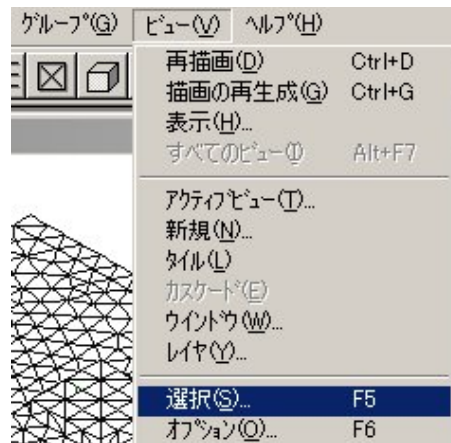 グループ(G) ビュー(V) ヘルプ(H)
再描画(D) Ctrl+D
描画の再生成(G) Ctrl+G
表示(H)...
すべてのビュー(I) Alt+F7
アクティブビュー(T)...
新規(N)...
タイル(L)
カスケード(E)
ウインドウ(W)...
レイヤ(Y)...
選択(S)... F5
オプション(O)... F6